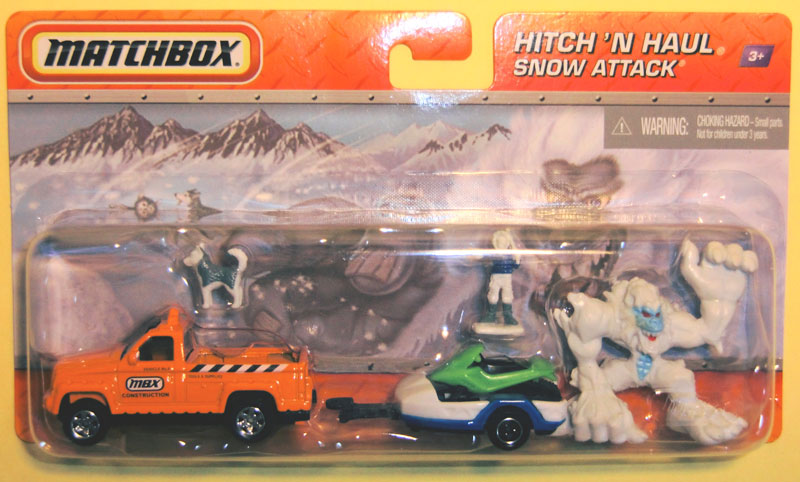 MATCHBOX®
HITCH 'N HAUL®
SNOW ATTACK®
3+
WARNING:
CHOKING HAZARD – Small parts
Not for children under 3 years.
MBX
CONSTRUCTION